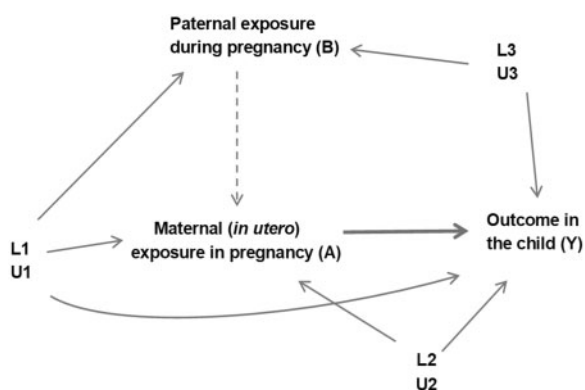 Paternal exposure
during pregnancy (B)
L3
U3
Maternal (in utero)
exposure in pregnancy (A)
Outcome in
the child (Y)
L1
U1
L2
U2